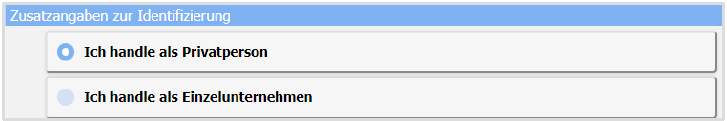 Zusatzangaben zur Identifizierung
Ich handle als Privatperson
Ich handle als Einzelunternehmen